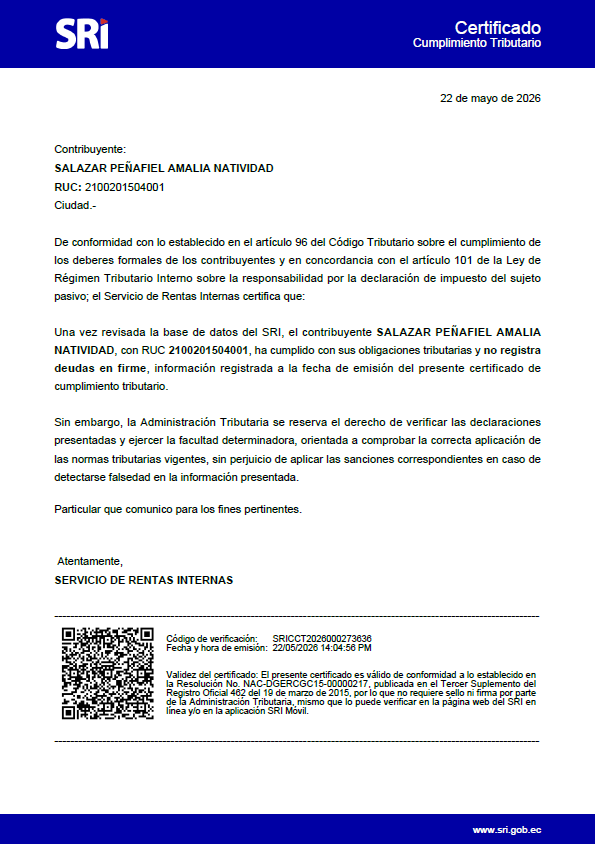 SRi
Certificado
Cumplimiento Tributario
22 de mayo de 2026
Contribuyente:
SALAZAR PEÑAFIEL AMALIA NATIVIDAD
RUC: 2100201504001
Ciudad.-
De conformidad con lo establecido en el artículo 96 del Código Tributario sobre el cumplimiento de
los deberes formales de los contribuyentes y en concordancia con el artículo 101 de la Ley de
Régimen Tributario Interno sobre la responsabilidad por la declaración de impuesto del sujeto
pasivo; el Servicio de Rentas Internas certifica que:
Una vez revisada la base de datos del SRI, el contribuyente SALAZAR PEÑAFIEL AMALIA
NATIVIDAD, con RUC 2100201504001, ha cumplido con sus obligaciones tributarias y no registra
deudas en firme, información registrada a la fecha de emisión del presente certificado de
cumplimiento tributario.
Sin embargo, la Administración Tributaria se reserva el derecho de verificar las declaraciones
presentadas y ejercer la facultad determinadora, orientada a comprobar la correcta aplicación de
las normas tributarias vigentes, sin perjuicio de aplicar las sanciones correspondientes en caso de
detectarse falsedad en la información presentada.
Particular que comunico para los fines pertinentes.
Atentamente,
SERVICIO DE RENTAS INTERNAS
Código de verificación: SRICCT2026000273636
Fecha y hora de emisión: 22/05/2026 14:04:56 PM
Validez del certificado: El presente certificado es válido de conformidad a lo establecido en
la Resolución No. NAC-DGERCGC15-00000217, publicada en el Tercer Suplemento del
Registro Oficial 462 del 19 de marzo de 2015, por lo que no requiere sello ni firma por parte
de la Administración Tributaria, mismo que lo puede verificar en la página web del SRI en
línea y/o en la aplicación SRI Móvil.
www.sri.gob.ec